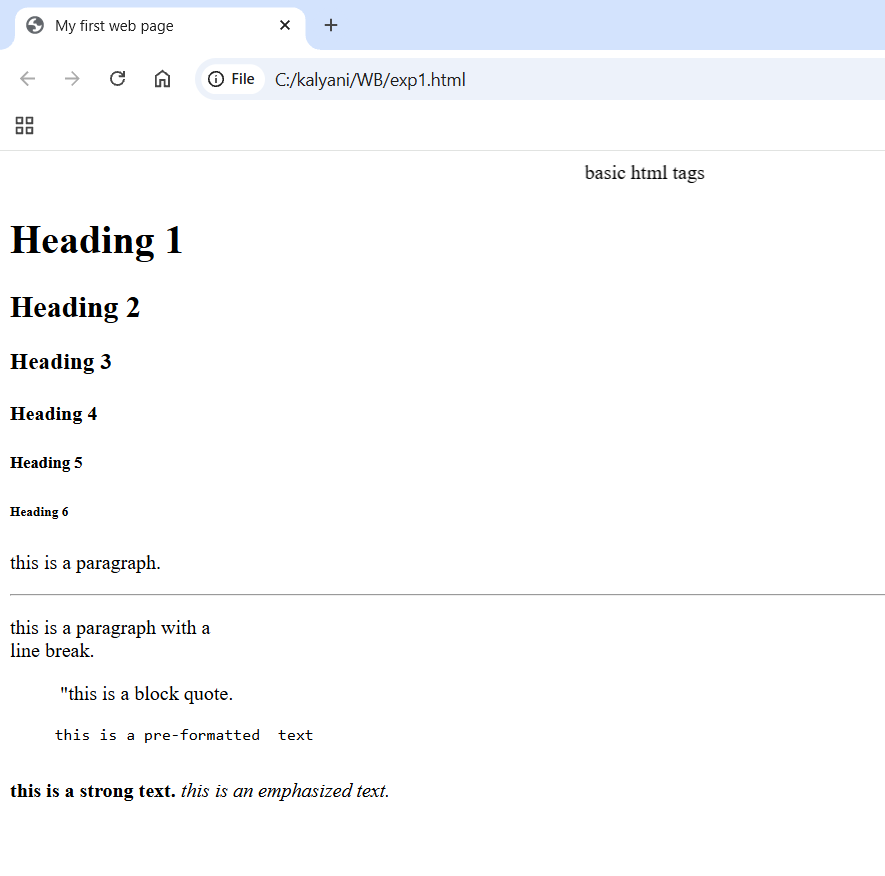 My first web page
File C:/kalyani/WB/exp1.html
basic html tags
Heading 1
Heading 2
Heading 3
Heading 4
Heading 5
Heading 6
this is a paragraph.
this is a paragraph with a
line break.
"this is a block quote.
this is a pre-formatted  text
this is a strong text. this is an emphasized text.